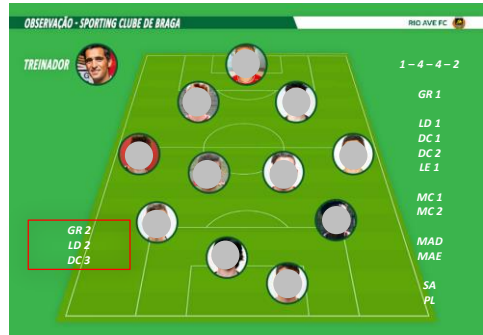 OBSERVAÇÃO - SPORTING CLUBE DE BRAGA
RIO AVE FC
TREINADOR
1 – 4 – 4 – 2
GR 1
LD 1
DC 1
DC 2
LE 1
MC 1
MC 2
MAD
MAE
SA
PL
GR 2
LD 2
DC 3